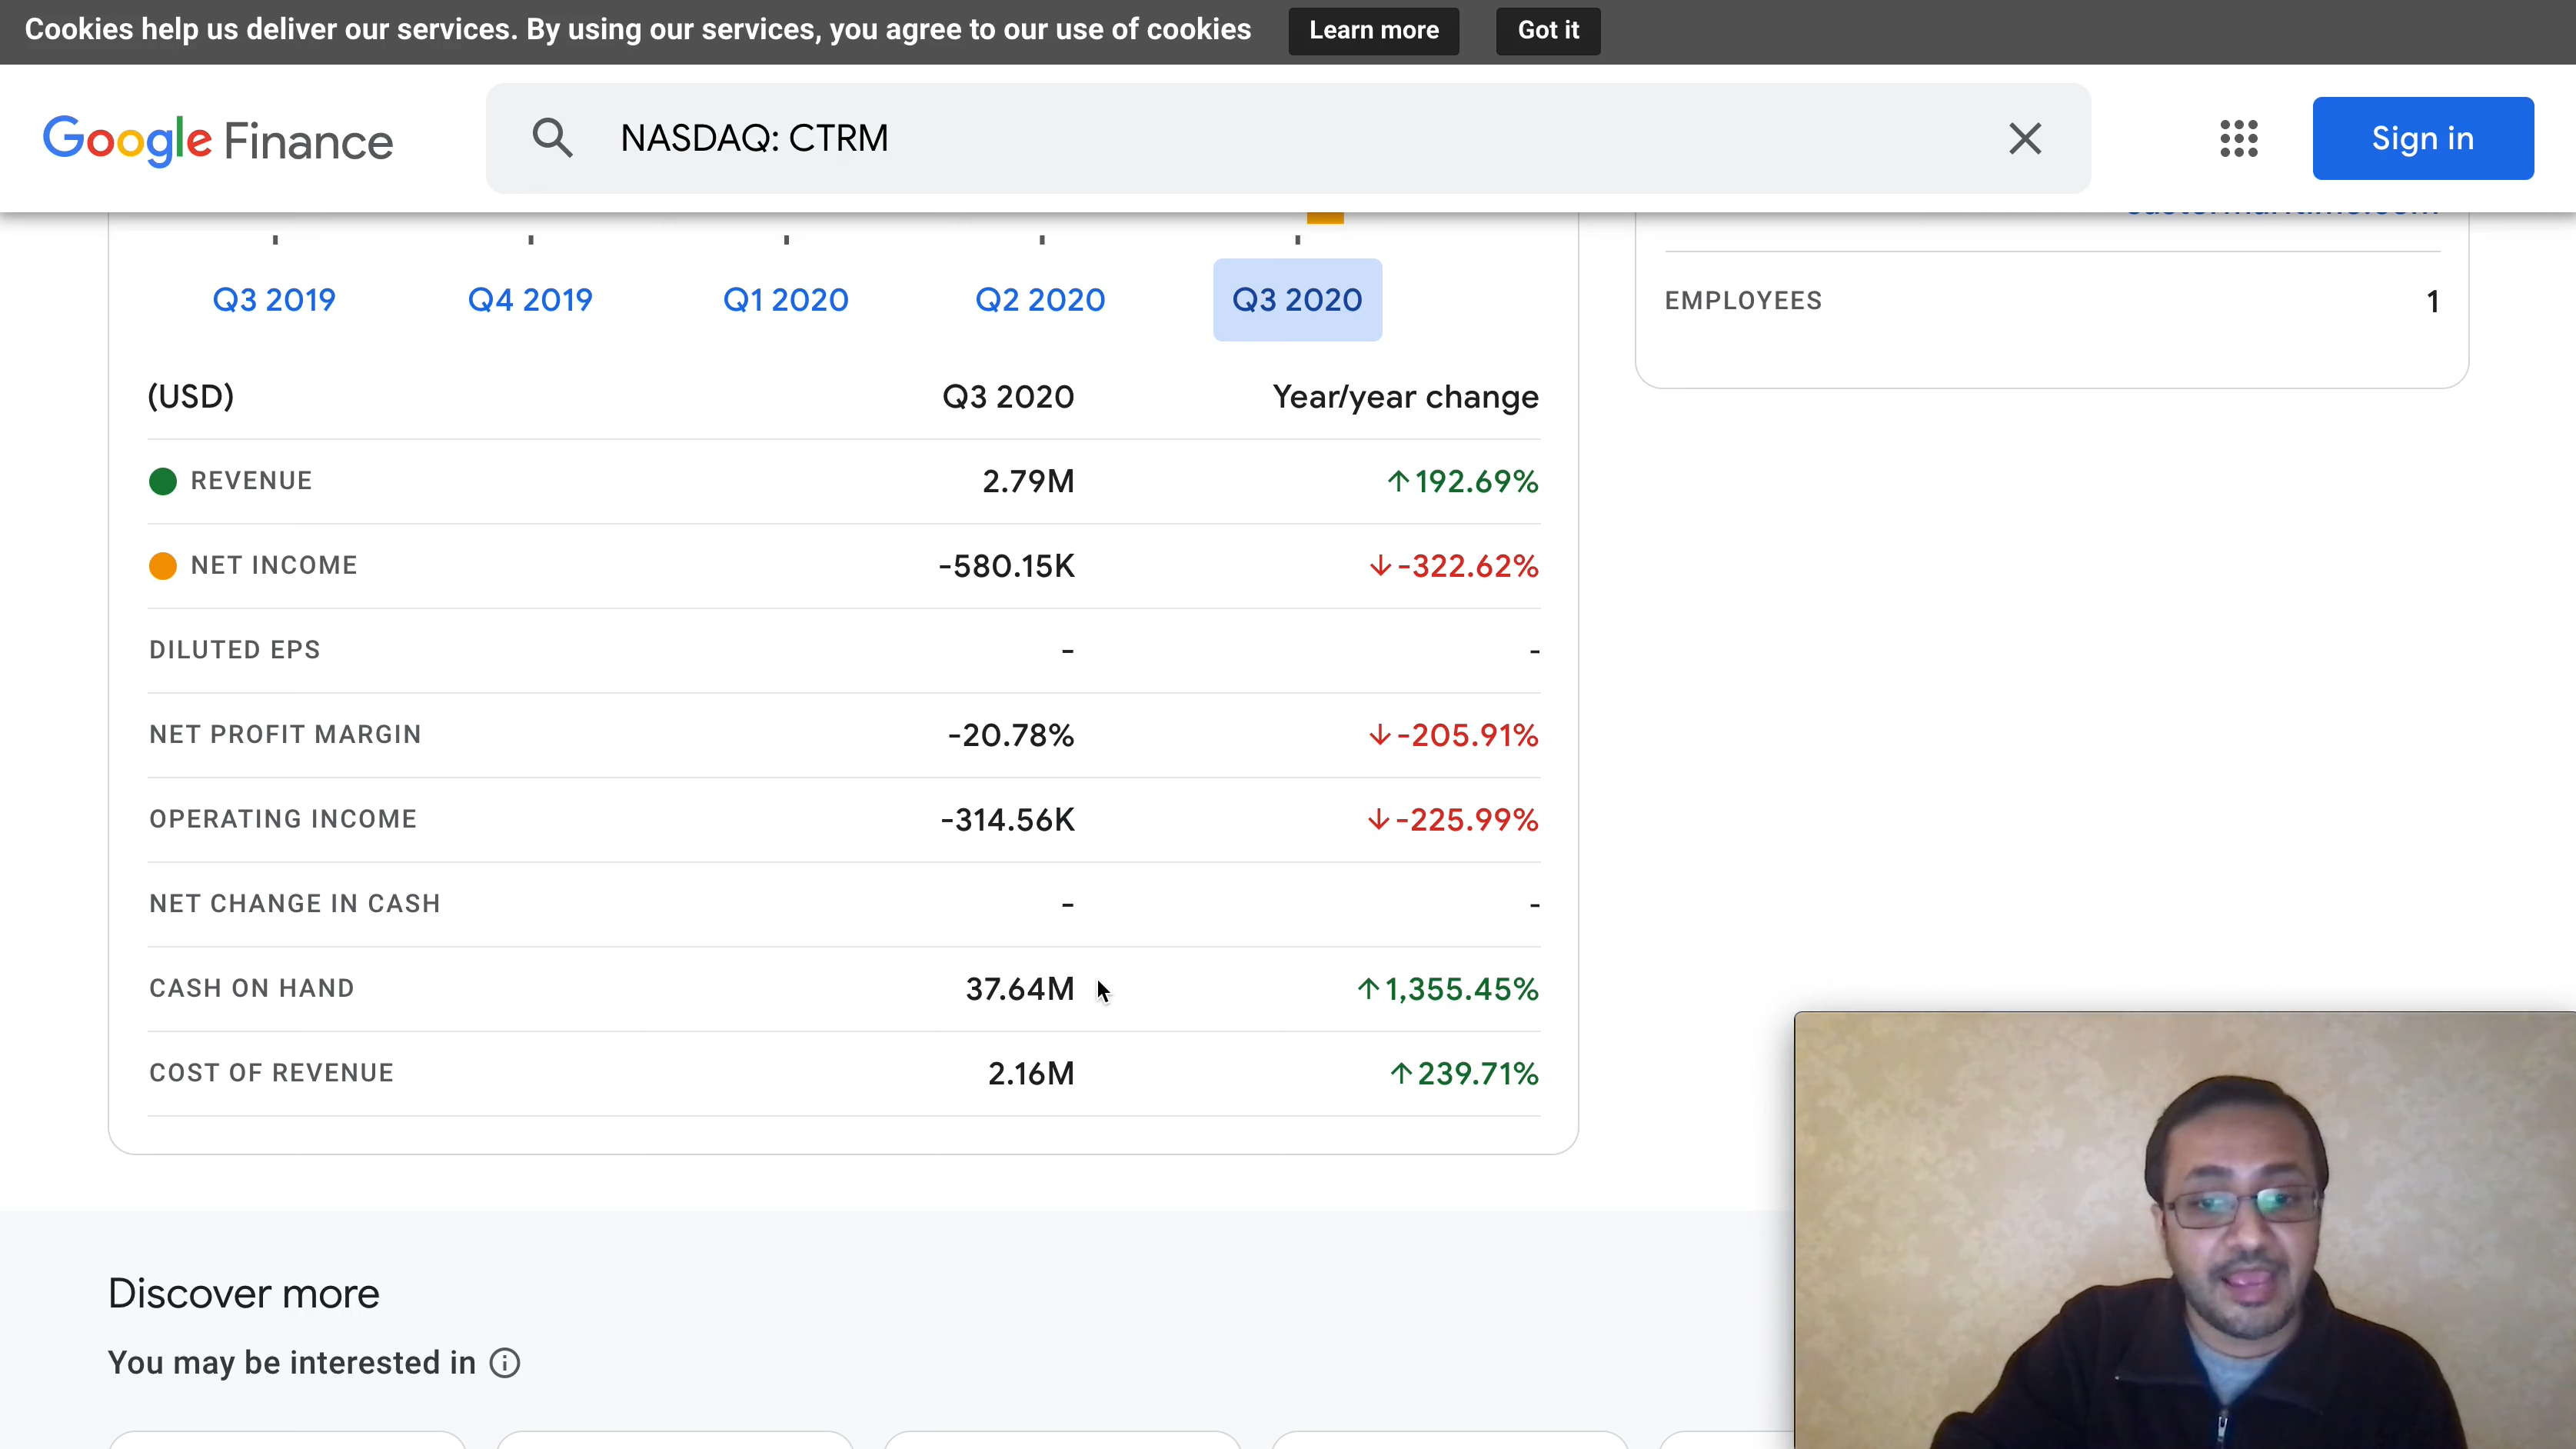 Cookies help us deliver our services. By using our services, you agree to our use of cookies Learn more Got it
Google Finance NASDAQ: CTRM Sign in
Q3 2019 Q4 2019 Q1 2020 Q2 2020 Q3 2020
EMPLOYEES 1
(USD) Q3 2020 Year/year change
REVENUE 2.79M ↑192.69%
NET INCOME -580.15K ↓-322.62%
DILUTED EPS - -
NET PROFIT MARGIN -20.78% ↓-205.91%
OPERATING INCOME -314.56K ↓-225.99%
NET CHANGE IN CASH - -
CASH ON HAND 37.64M ↑1,355.45%
COST OF REVENUE 2.16M ↑239.71%
Discover more
You may be interested in